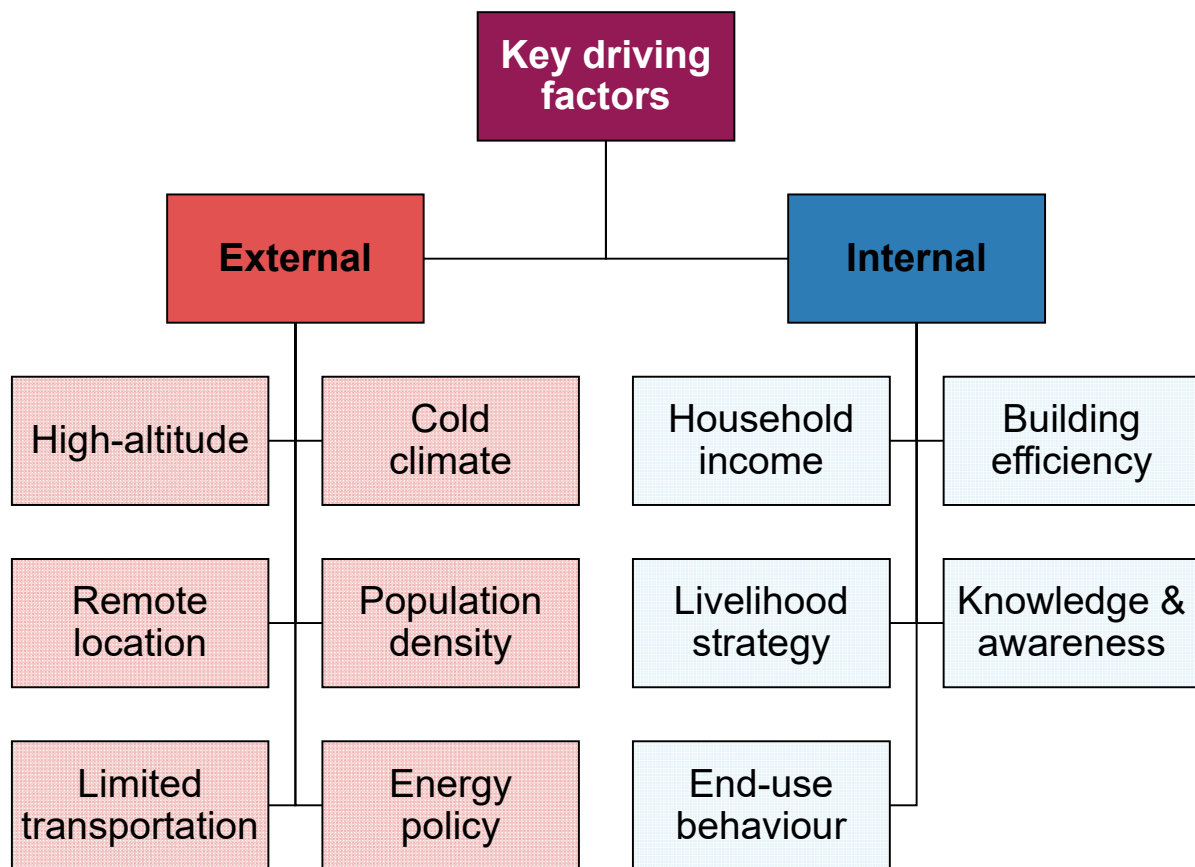 Key driving
factors
External
Internal
High-altitude
Cold
climate
Household
income
Building
efficiency
Remote
location
Population
density
Livelihood
strategy
Knowledge &
awareness
Limited
transportation
Energy
policy
End-use
behaviour